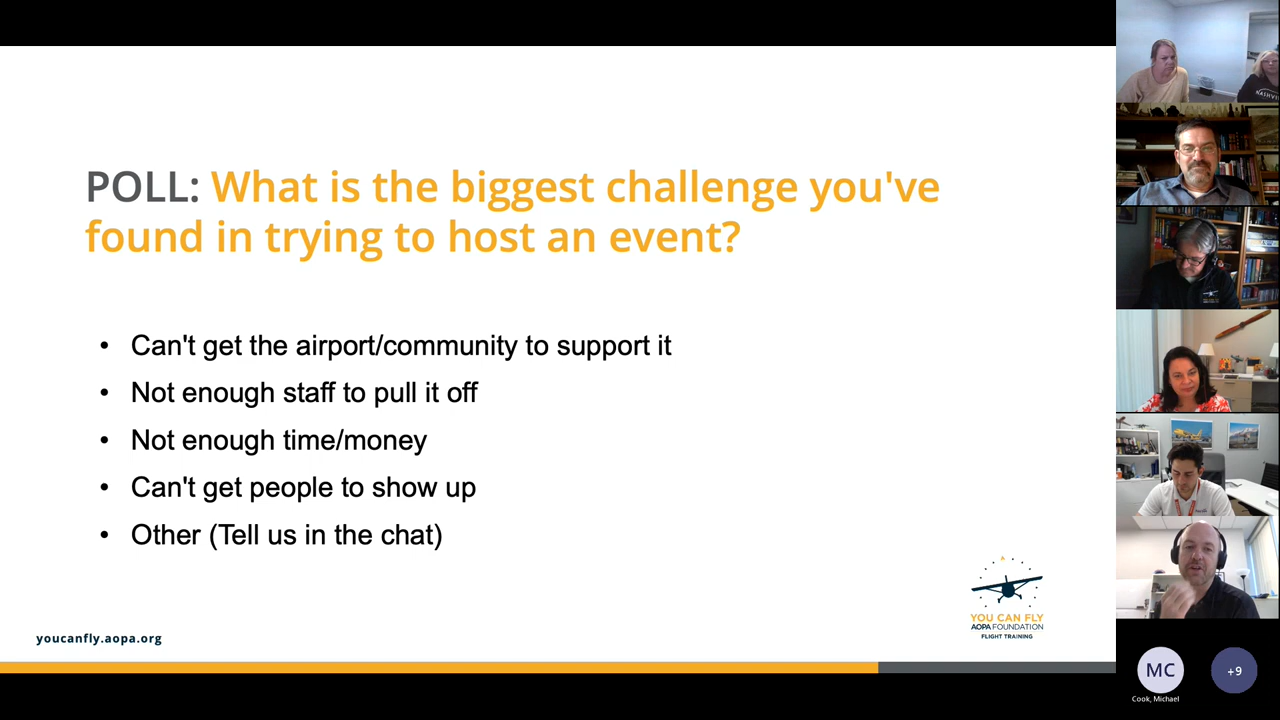 POLL: What is the biggest challenge you've
found in trying to host an event?
• Can't get the airport/community to support it
• Not enough staff to pull it off
• Not enough time/money
• Can't get people to show up
• Other (Tell us in the chat)
YOU CAN FLY
AOPA FOUNDATION
FLIGHT TRAINING
youcanfly.aopa.org
MC
+9
Cook, Michael